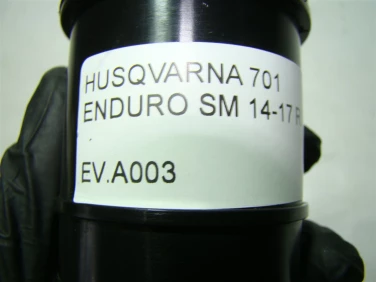 HUSQVARNA 701
ENDURO SM 14-17 R
EV.A003